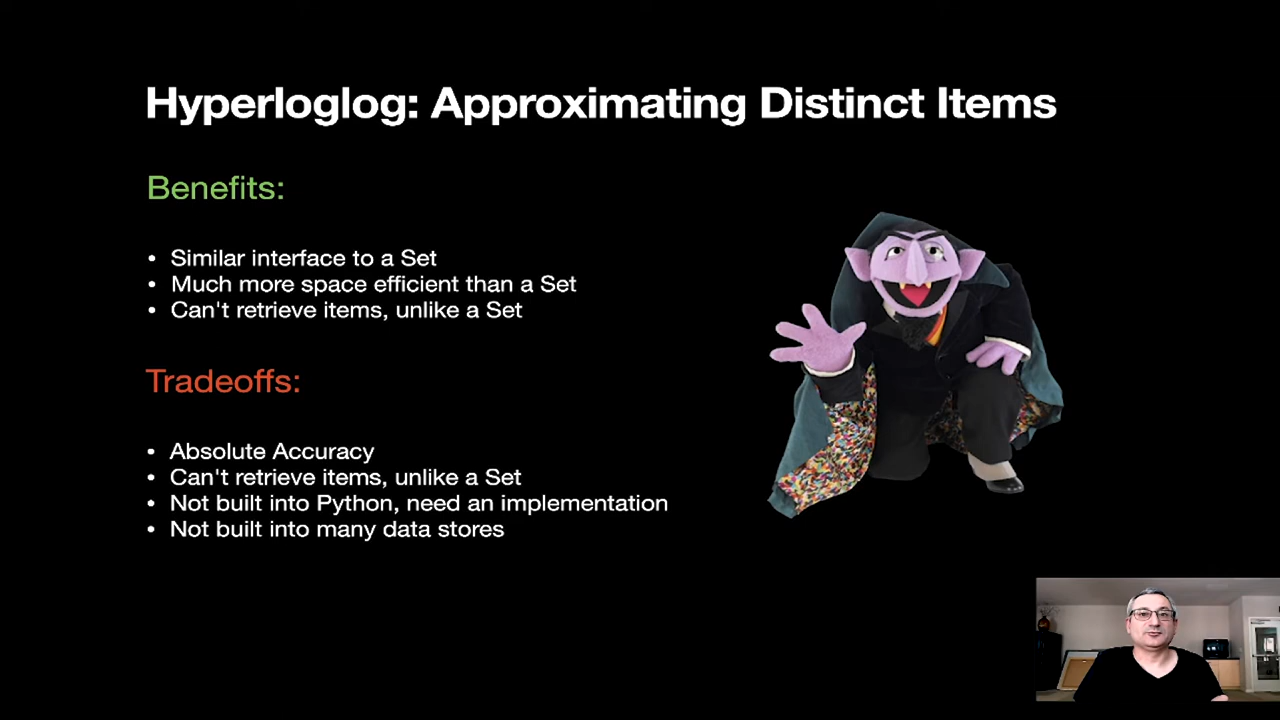 Hyperloglog: Approximating Distinct Items
Benefits:
• Similar interface to a Set
• Much more space efficient than a Set
• Can't retrieve items, unlike a Set
Tradeoffs:
• Absolute Accuracy
• Can't retrieve items, unlike a Set
• Not built into Python, need an implementation
• Not built into many data stores